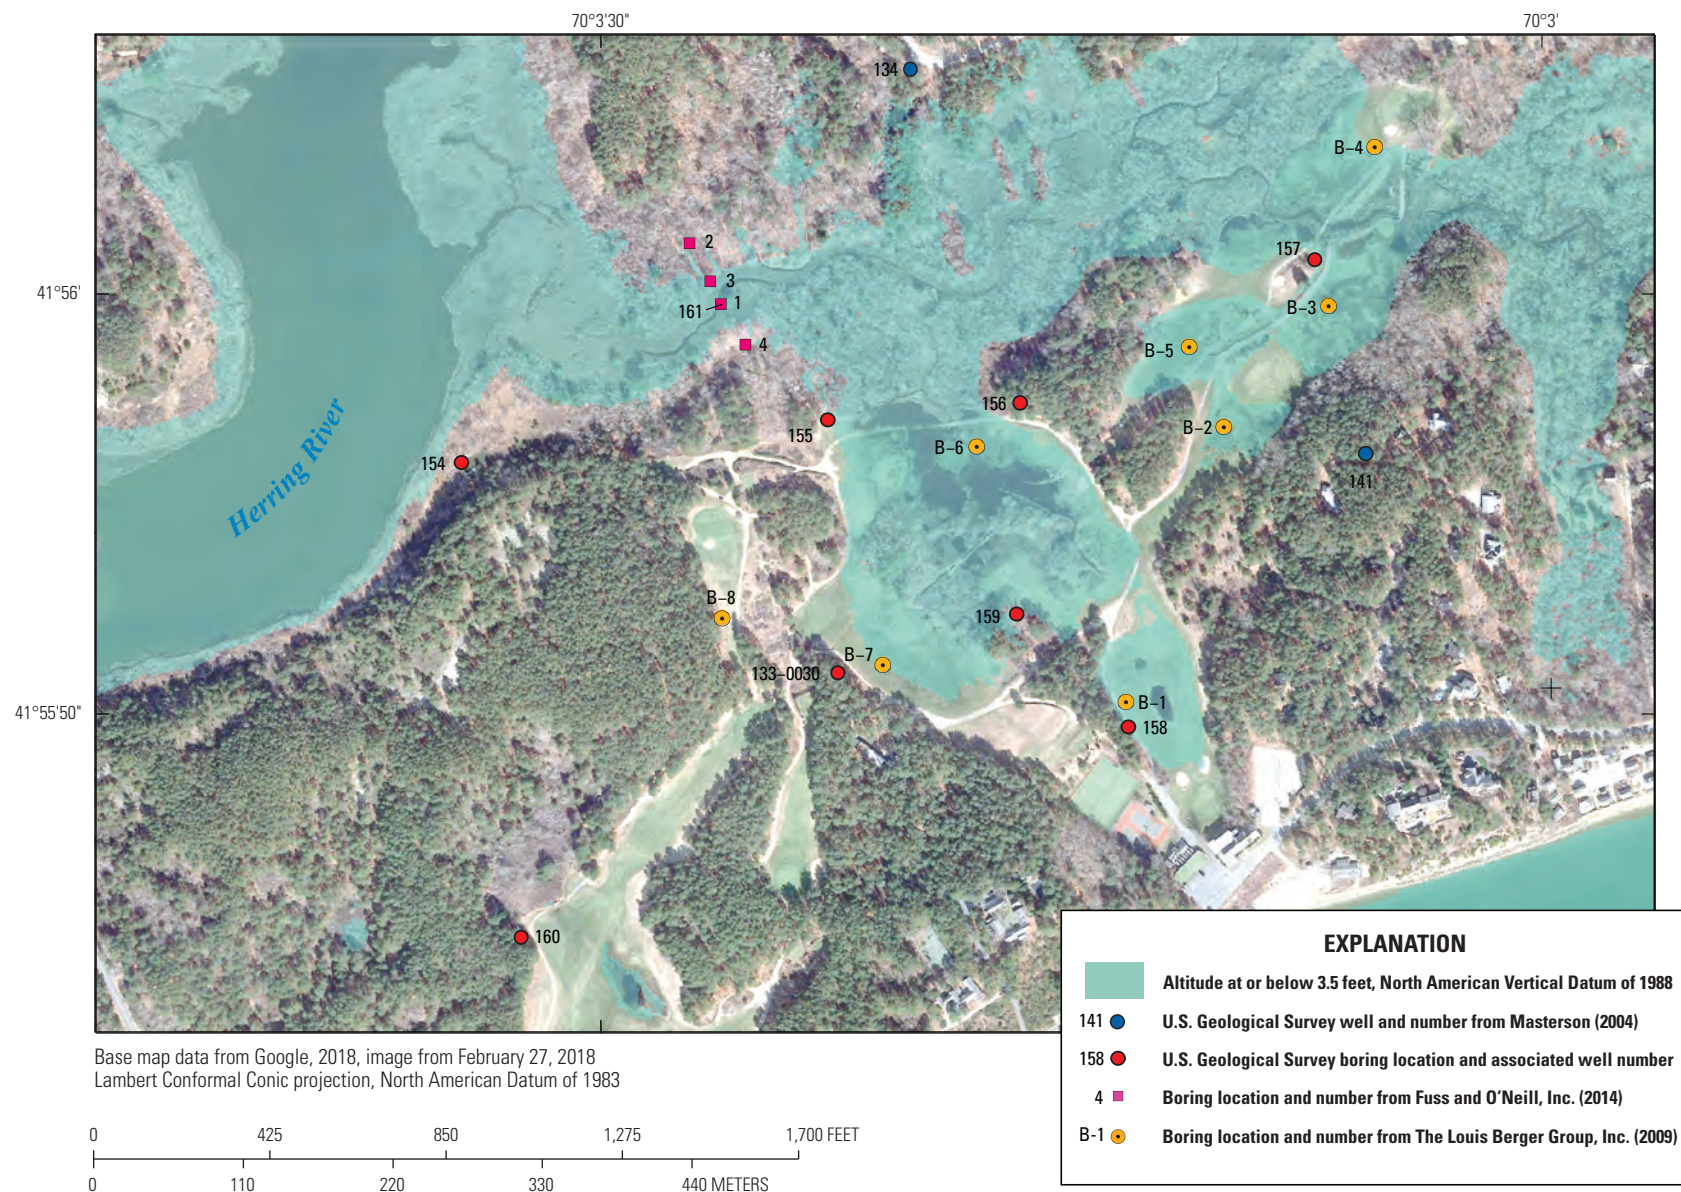 70°3'30"
70°3'
134
B–4
2
157
3
41°56'
161
1
B–3
4
B–5
156
155
B–2
B–6
154
141
Herring River
B–8
159
B–7
133–0030
B–1
41°55'50"
158
160
EXPLANATION
Altitude at or below 3.5 feet, North American Vertical Datum of 1988
141 U.S. Geological Survey well and number from Masterson (2004)
158 U.S. Geological Survey boring location and associated well number
4 Boring location and number from Fuss and O’Neill, Inc. (2014)
B-1 Boring location and number from The Louis Berger Group, Inc. (2009)
Base map data from Google, 2018, image from February 27, 2018
Lambert Conformal Conic projection, North American Datum of 1983
0 425 850 1,275 1,700 FEET
0 110 220 330 440 METERS